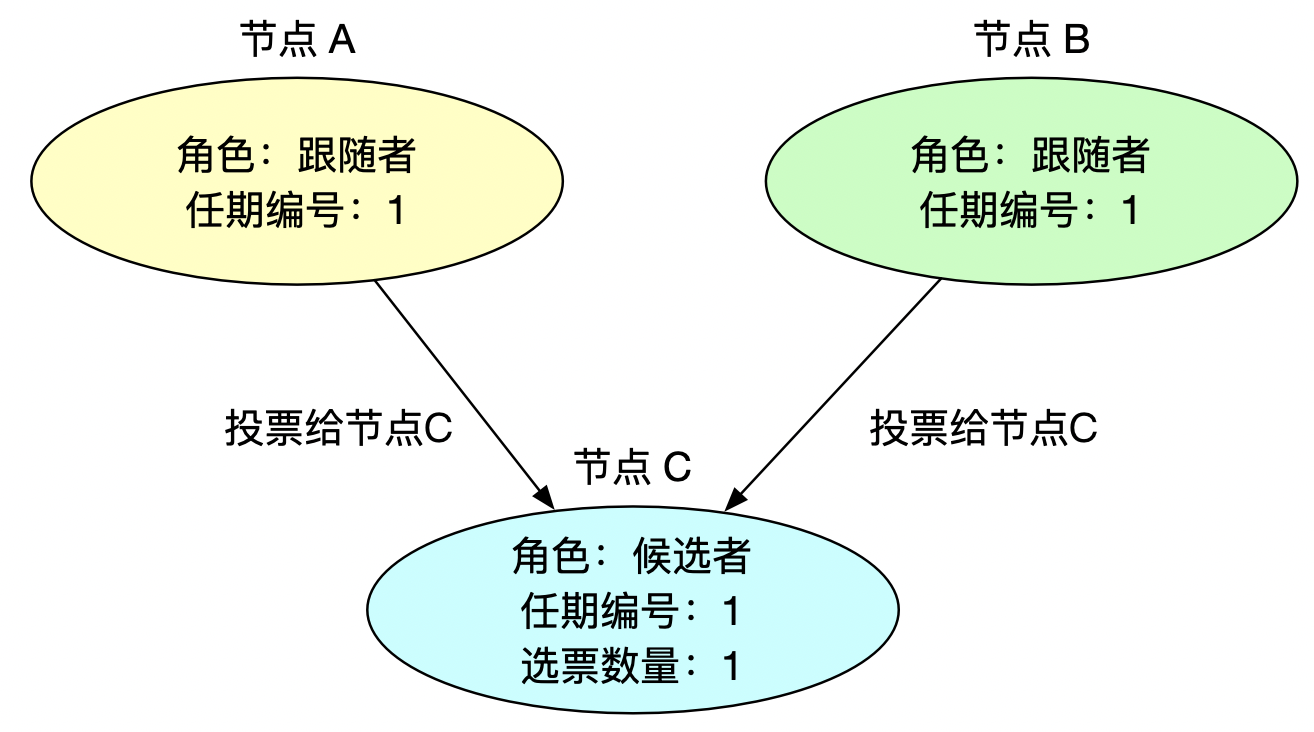 节点 A
角色：跟随者
任期编号：1
节点 B
角色：跟随者
任期编号：1
投票给节点C
投票给节点C
节点 C
角色：候选者
任期编号：1
选票数量：1